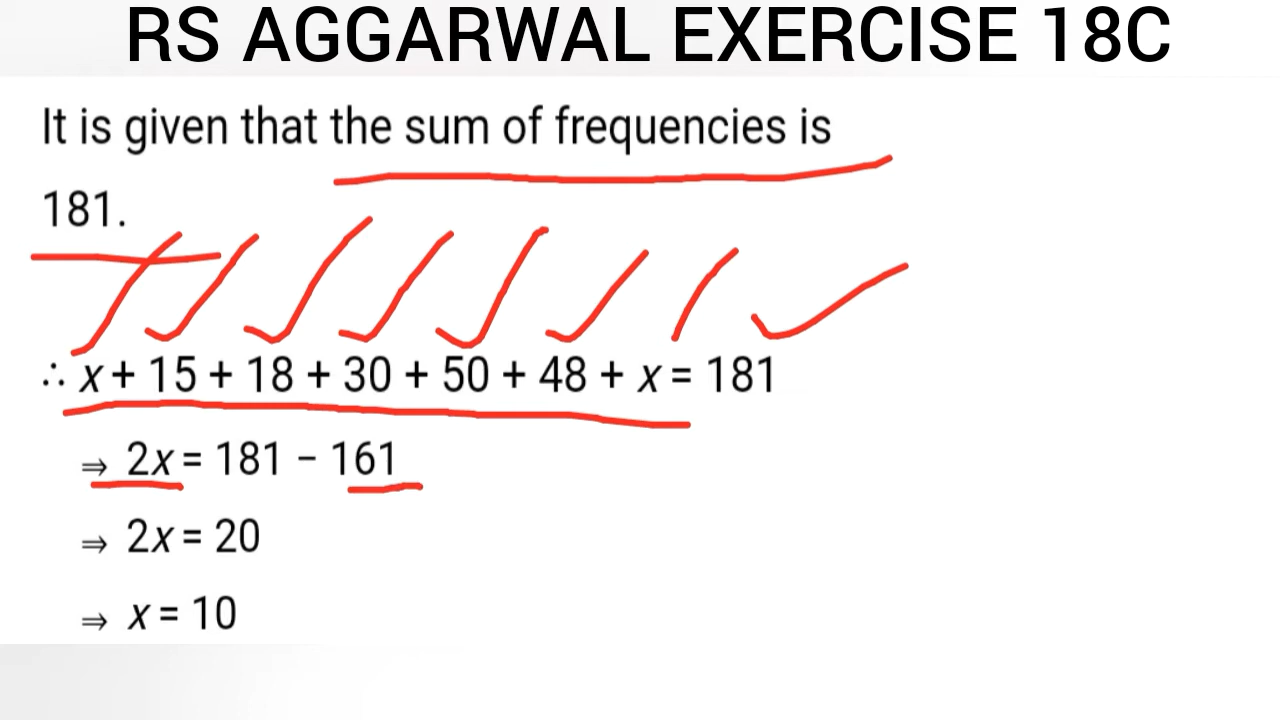 RS AGGARWAL EXERCISE 18C
It is given that the sum of frequencies is
181.
∴ x + 15 + 18 + 30 + 50 + 48 + x = 181
⇒ 2x = 181 − 161
⇒ 2x = 20
⇒ x = 10